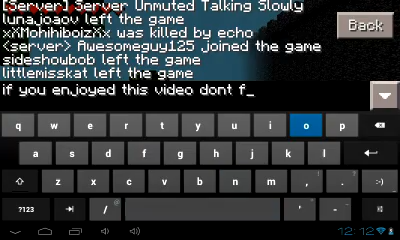 [Server] Server Unmuted Talking Slowly
lunajoaov left the game
xXMohihiboizXx was killed by echo
<server> Awesomeguy125 joined the game
sideshowbob left the game
littlemisskat left the game
Back
if you enjoyed this video dont f_
q w e r t y u i o p
a s d f g h j k l
z x c v b n m , . :-)
?123 / ' -
12:12